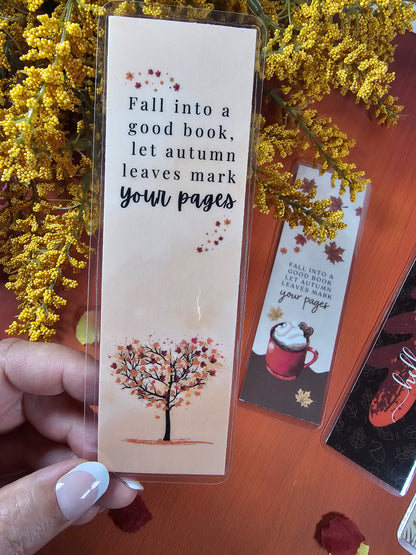 Fall into a
good book,
let autumn
leaves mark
your pages
FALL INTO A
GOOD BOOK
LET AUTUMN
LEAVES MARK
your pages